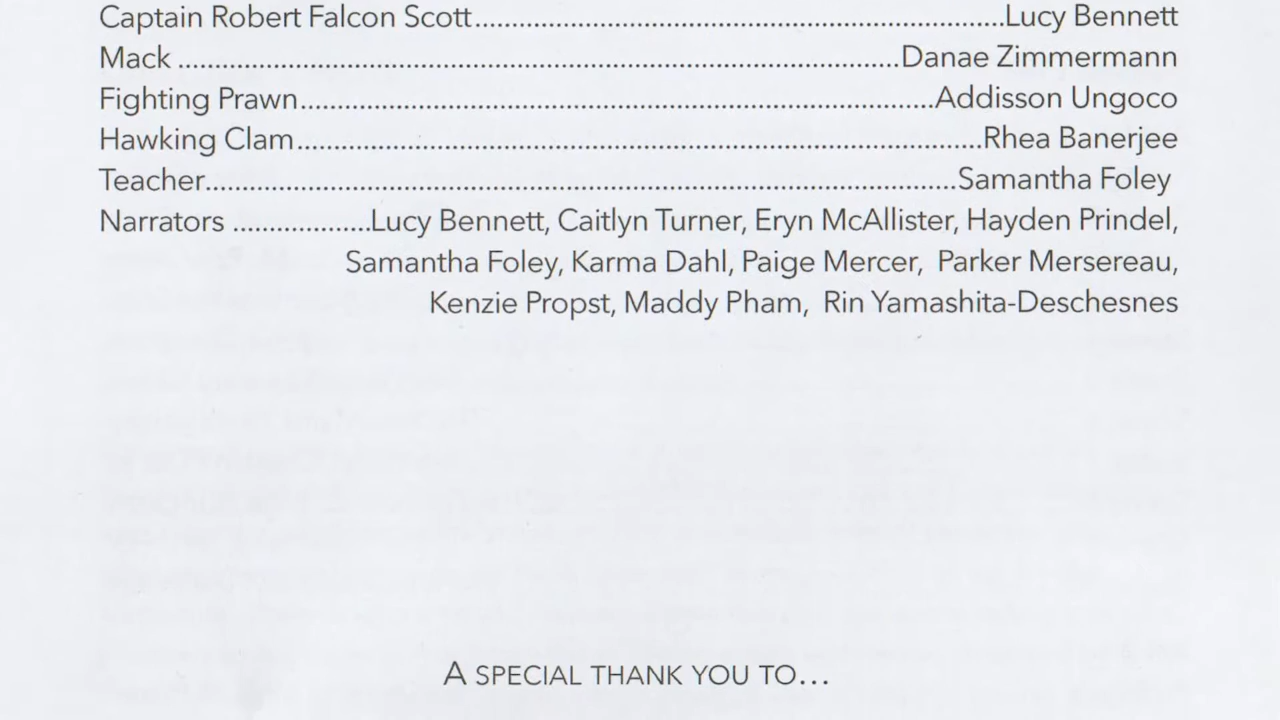 Captain Robert Falcon Scott..................................................................Lucy Bennett
Mack ..........................................................................................Danae Zimmermann
Fighting Prawn...............................................................................Addisson Ungoco
Hawking Clam.....................................................................................Rhea Banerjee
Teacher..............................................................................................Samantha Foley
Narrators .................Lucy Bennett, Caitlyn Turner, Eryn McAllister, Hayden Prindel,
Samantha Foley, Karma Dahl, Paige Mercer, Parker Mersereau,
Kenzie Propst, Maddy Pham, Rin Yamashita-Deschesnes
A SPECIAL THANK YOU TO...